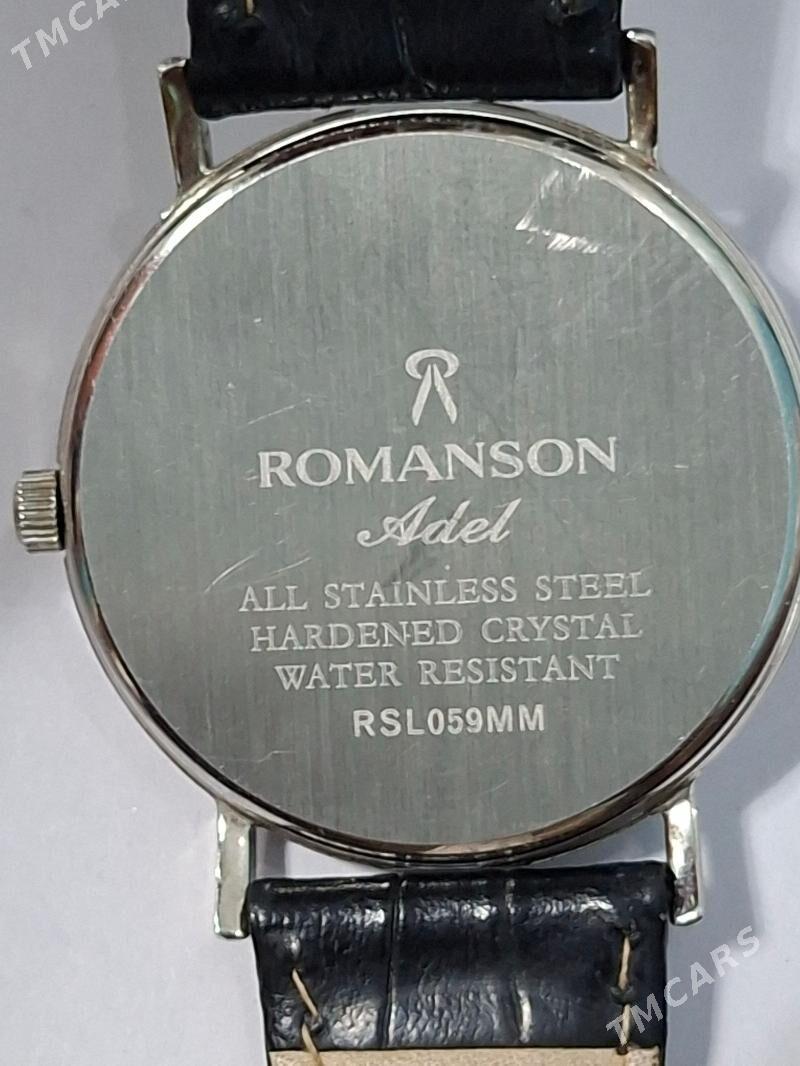 TMCARS
ROMANSON
Adel
ALL STAINLESS STEEL
HARDENED CRYSTAL
WATER RESISTANT
RSL059MM
TMCARS